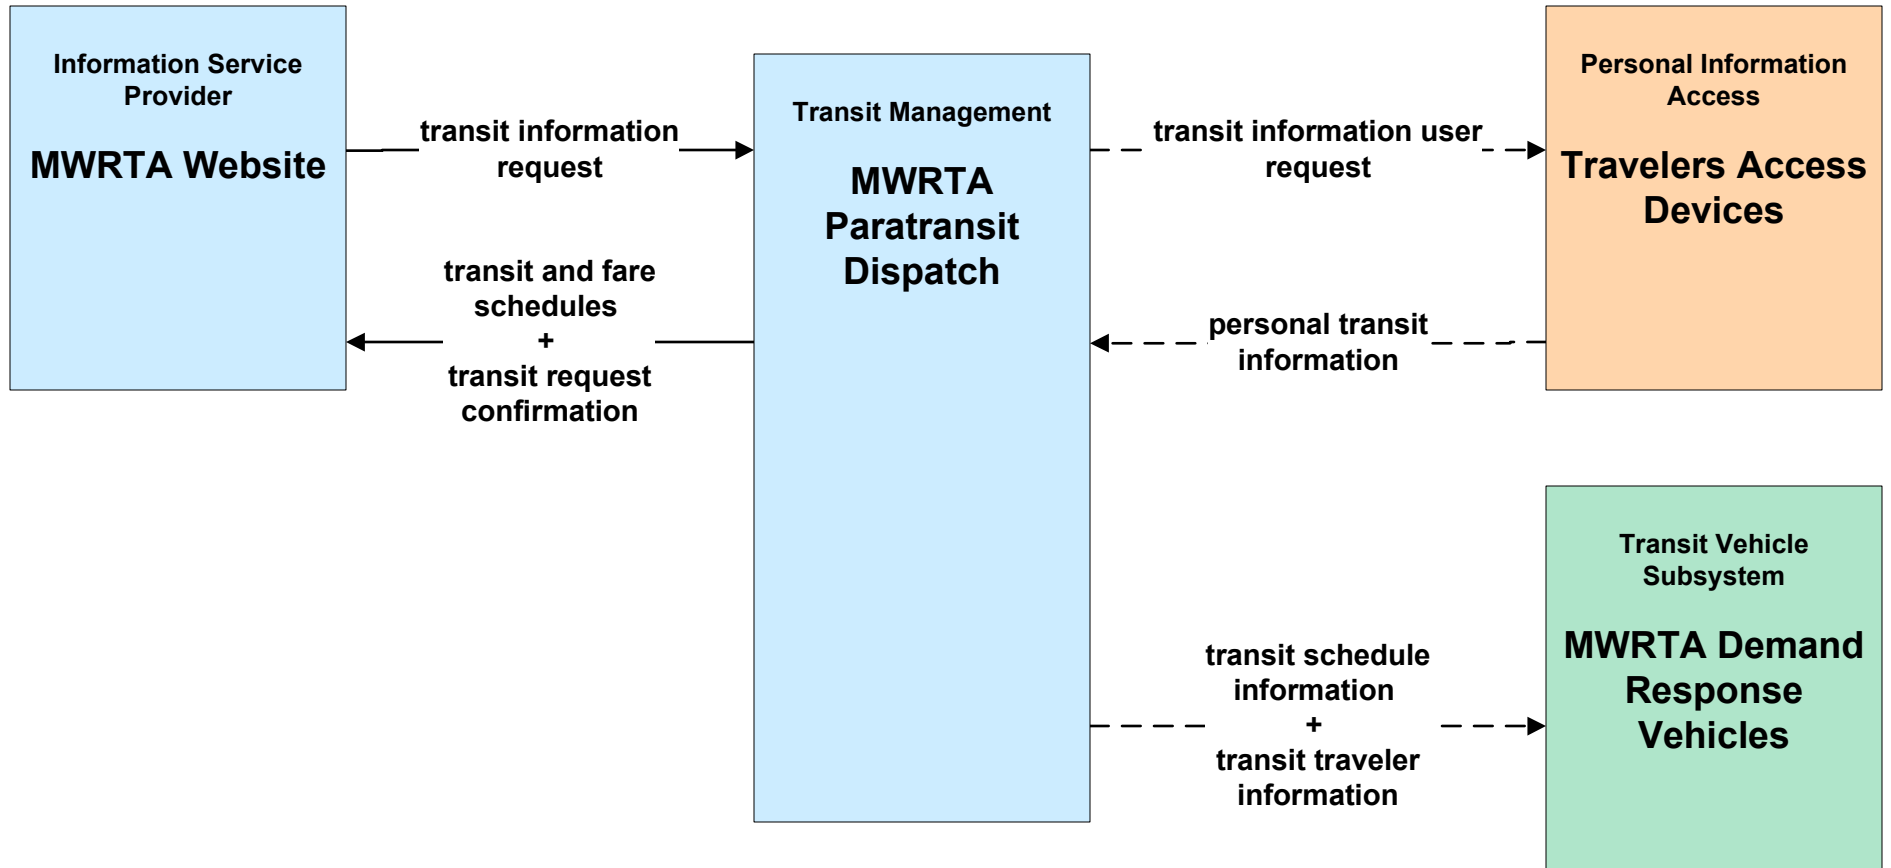 Information Service
Provider
MWRTA Website
transit information
request
transit and fare
schedules
+
transit request
confirmation
Transit Management
MWRTA
Paratransit
Dispatch
transit information user
request
personal transit
information
Personal Information
Access
Travelers Access
Devices
transit schedule
information
+
transit traveler
information
Transit Vehicle
Subsystem
MWRTA Demand
Response
Vehicles